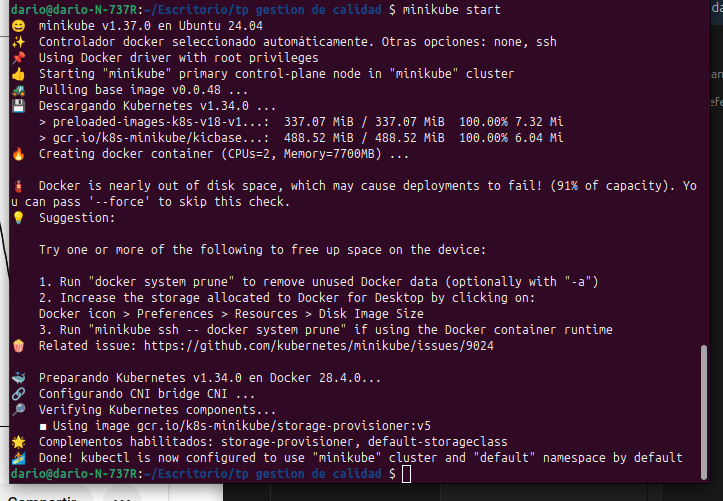 dario@dario-N-737R:~/Escritorio/tp gestion de calidad $ minikube start
😄  minikube v1.37.0 en Ubuntu 24.04
✨  Controlador docker seleccionado automáticamente. Otras opciones: none, ssh
📌  Using Docker driver with root privileges
👍  Starting "minikube" primary control-plane node in "minikube" cluster
🚜  Pulling base image v0.0.48 ...
💾  Descargando Kubernetes v1.34.0 ...
    > preloaded-images-k8s-v18-v1...:  337.07 MiB / 337.07 MiB  100.00% 7.32 Mi
    > gcr.io/k8s-minikube/kicbase...:  488.52 MiB / 488.52 MiB  100.00% 6.04 Mi
🔥  Creating docker container (CPUs=2, Memory=7700MB) ...
🧯  Docker is nearly out of disk space, which may cause deployments to fail! (91% of capacity). Yo
u can pass '--force' to skip this check.
💡  Suggestion:
    Try one or more of the following to free up space on the device:
    1. Run "docker system prune" to remove unused Docker data (optionally with "-a")
    2. Increase the storage allocated to Docker for Desktop by clicking on:
    Docker icon > Preferences > Resources > Disk Image Size
    3. Run "minikube ssh -- docker system prune" if using the Docker container runtime
🍿  Related issue: https://github.com/kubernetes/minikube/issues/9024
🐳  Preparando Kubernetes v1.34.0 en Docker 28.4.0...
🔗  Configurando CNI bridge CNI ...
🔎  Verifying Kubernetes components...
    ▪ Using image gcr.io/k8s-minikube/storage-provisioner:v5
🌟  Complementos habilitados: storage-provisioner, default-storageclass
🏄  Done! kubectl is now configured to use "minikube" cluster and "default" namespace by default
dario@dario-N-737R:~/Escritorio/tp gestion de calidad $